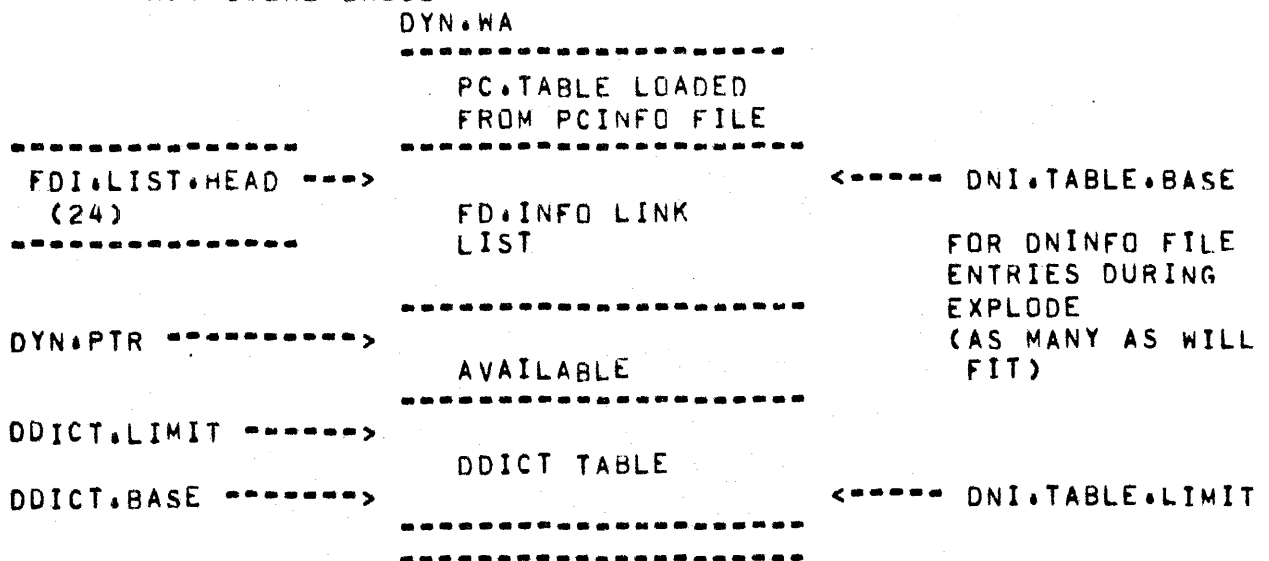 DYN.WA
---------------------
PC.TABLE LOADED
FROM PCINFO FILE
--------------- ---------------------
FDI.LIST.HEAD ---> <----- DNI.TABLE.BASE
(24) FD.INFO LINK
--------------- LIST FOR DNINFO FILE
ENTRIES DURING
--------------------- EXPLODE
DYN.PTR -----------> (AS MANY AS WILL
AVAILABLE FIT)
---------------------
DDICT.LIMIT ------>
DDICT TABLE
DDICT.BASE -------> <----- DNI.TABLE.LIMIT
---------------------
---------------------